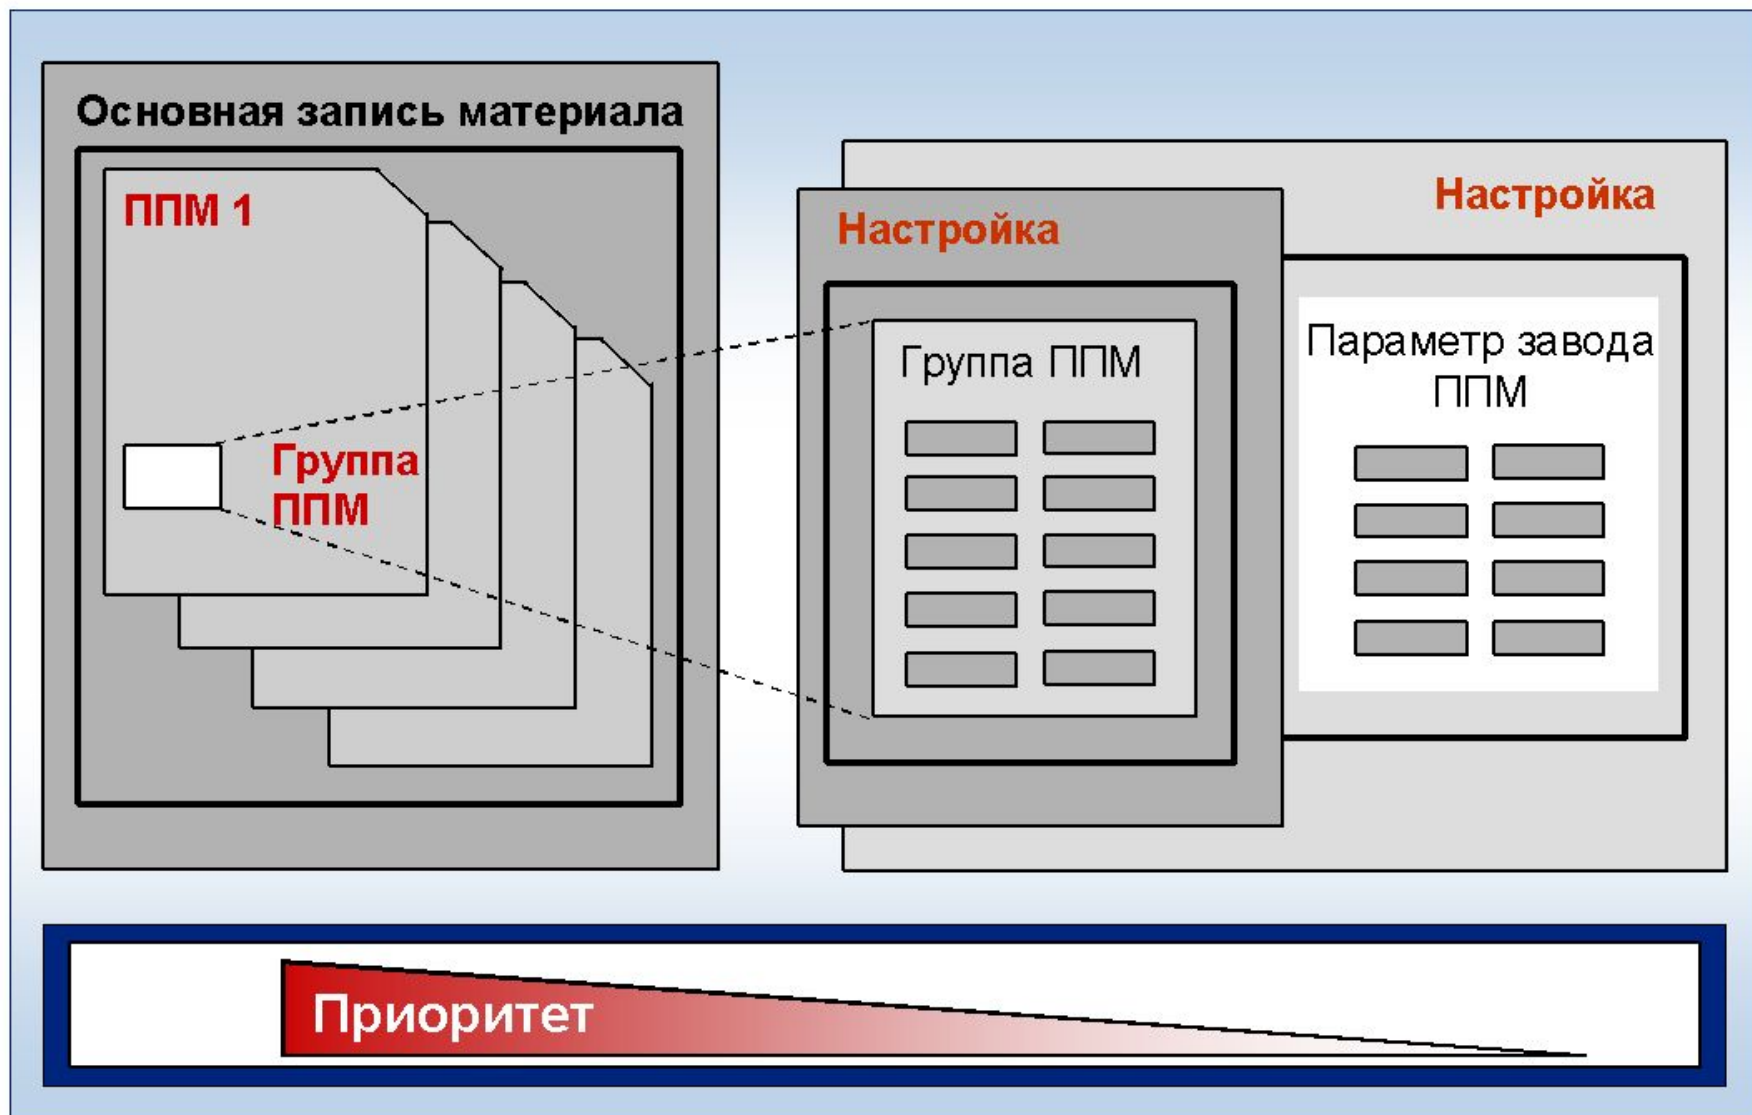 Основная запись материала
ППМ 1
Группа
ППМ
Настройка
Группа ППМ
Настройка
Параметр завода
ППМ
Приоритет